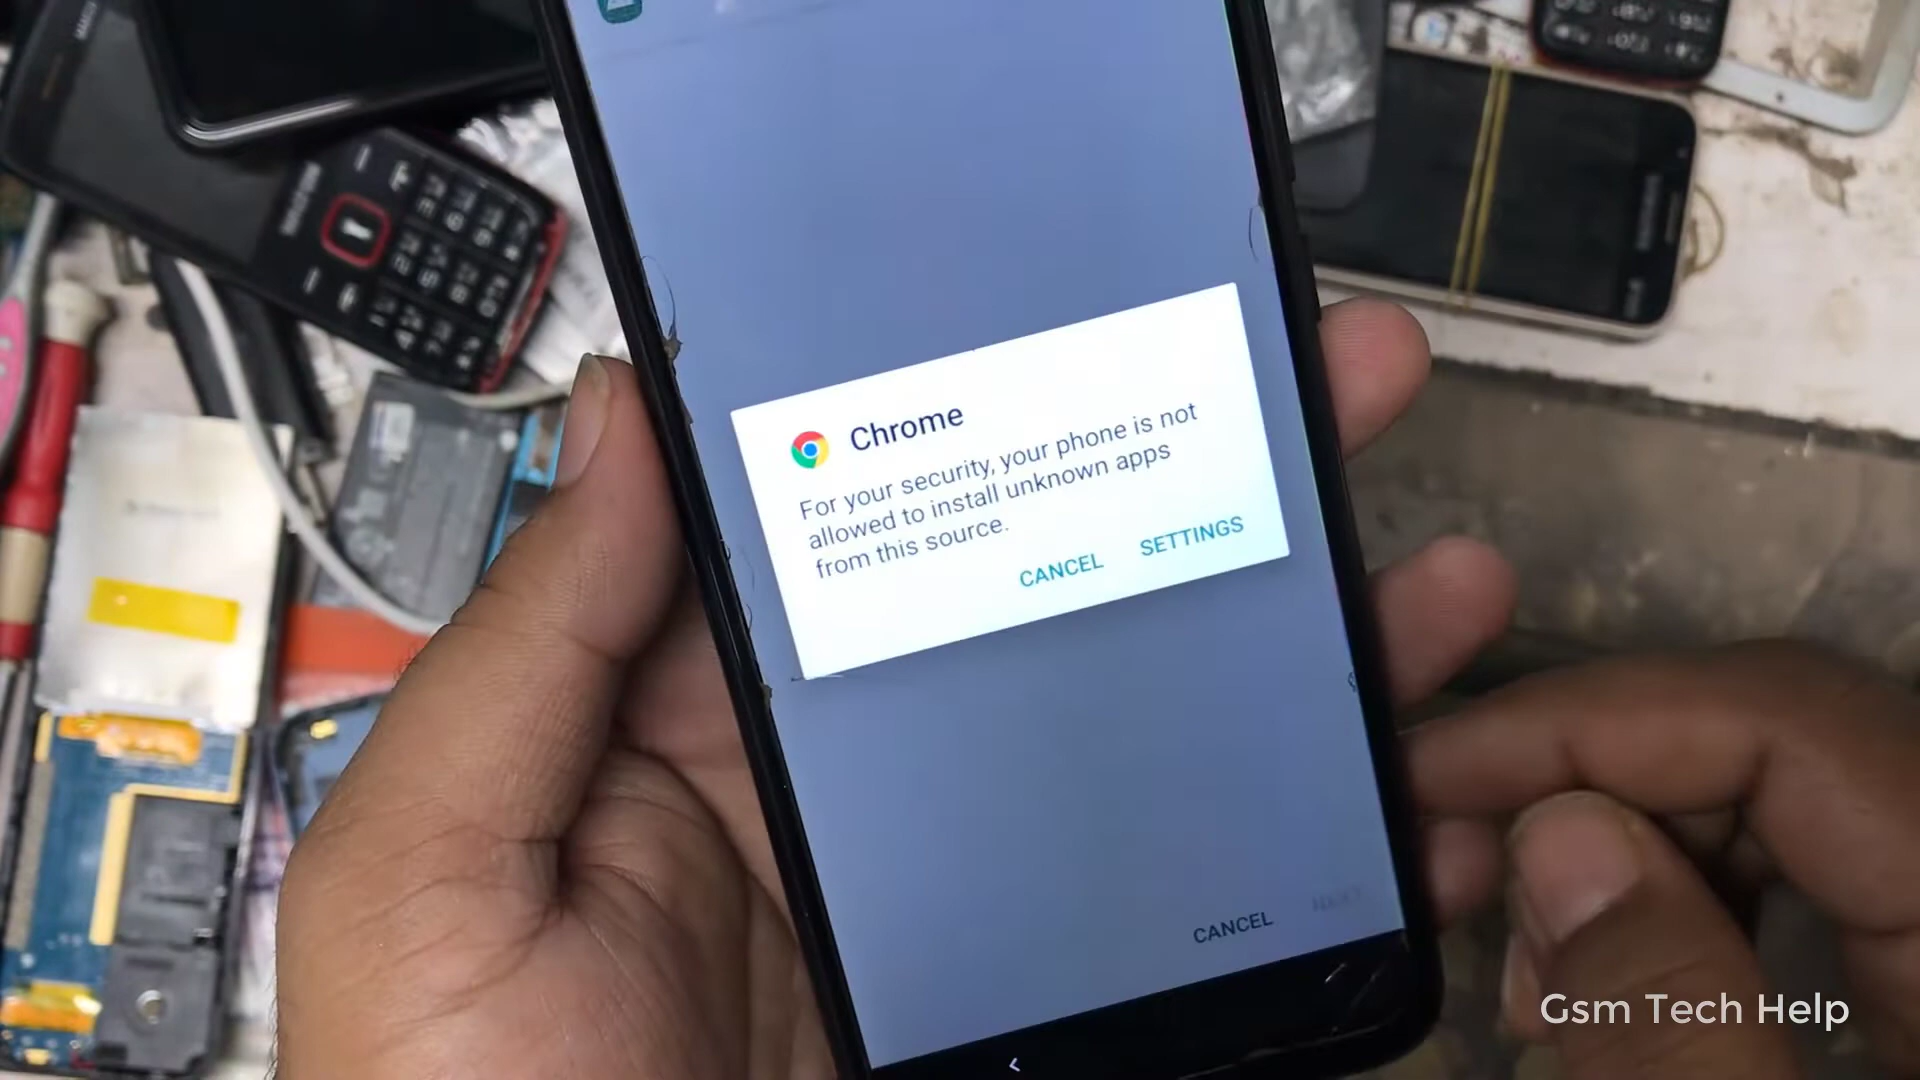 Chrome
For your security, your phone is not
allowed to install unknown apps
from this source.
CANCEL
SETTINGS
CANCEL
Gsm Tech Help